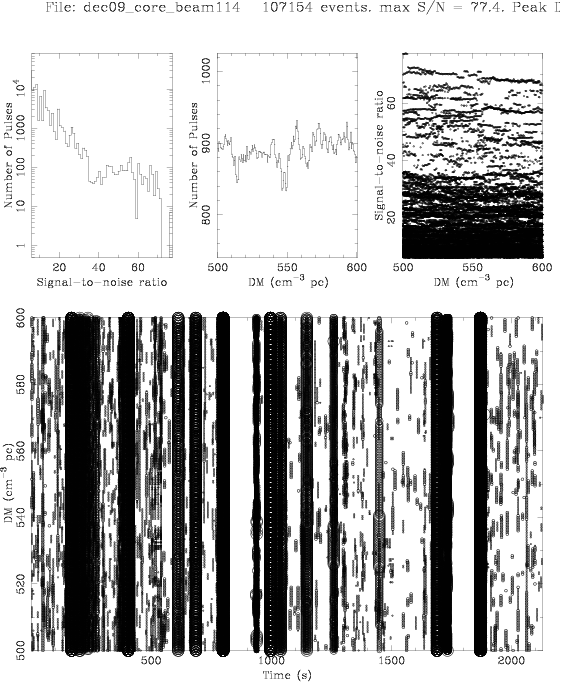 File: dec09_core_beam114 107154 events. max S/N = 77.4. Peak D
Number of Pulses
10⁴
1000
100
10
1
20 40 60
Signal-to-noise ratio
Number of Pulses
1000
900
800
500 550 600
DM (cm⁻³ pc)
Signal-to-noise ratio
60
40
20
500 550 600
DM (cm⁻³ pc)
DM (cm⁻³ pc)
600
580
560
540
520
500
500 1000 1500 2000
Time (s)